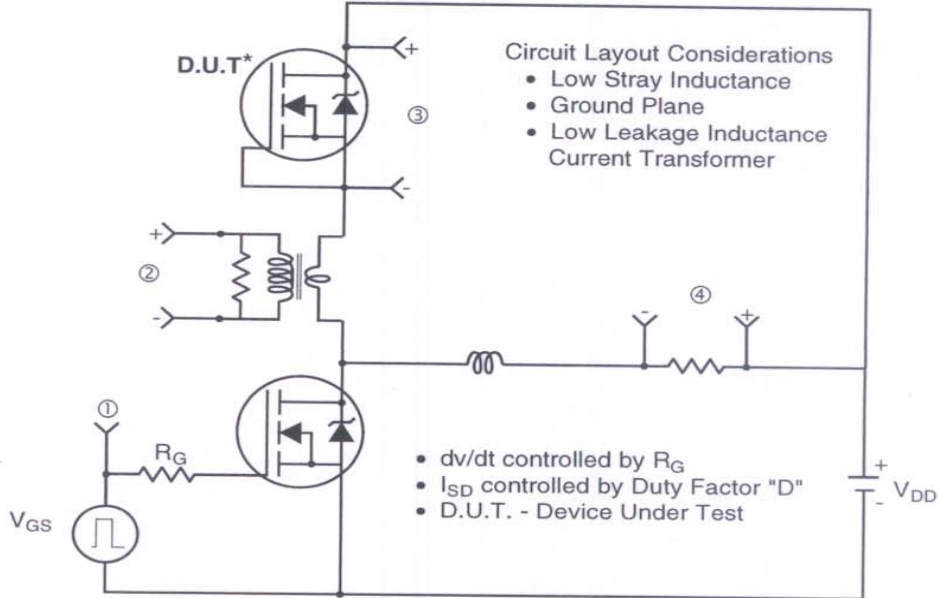 D.U.T*
+
③
-
Circuit Layout Considerations
• Low Stray Inductance
• Ground Plane
• Low Leakage Inductance
Current Transformer
+
②
-
④
- +
①
R_G
V_GS
• dv/dt controlled by R_G
• I_SD controlled by Duty Factor "D"
• D.U.T. - Device Under Test
+
V_DD
-